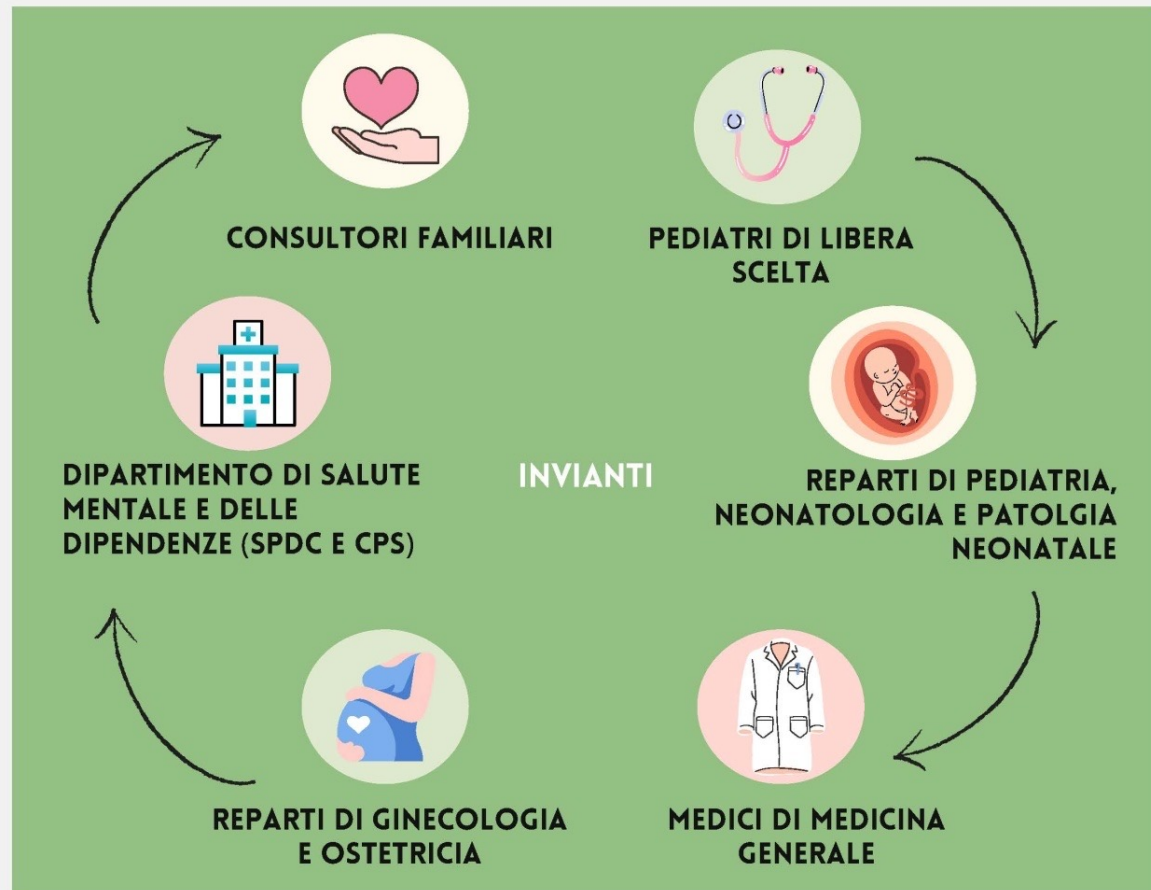 CONSULTORI FAMILIARI
PEDIATRI DI LIBERA
SCELTA
DIPARTIMENTO DI SALUTE
MENTALE E DELLE
DIPENDENZE (SPDC E CPS)
INVIANTI
REPARTI DI PEDIATRIA,
NEONATOLOGIA E PATOLGIA
NEONATALE
REPARTI DI GINECOLOGIA
E OSTETRICIA
MEDICI DI MEDICINA
GENERALE